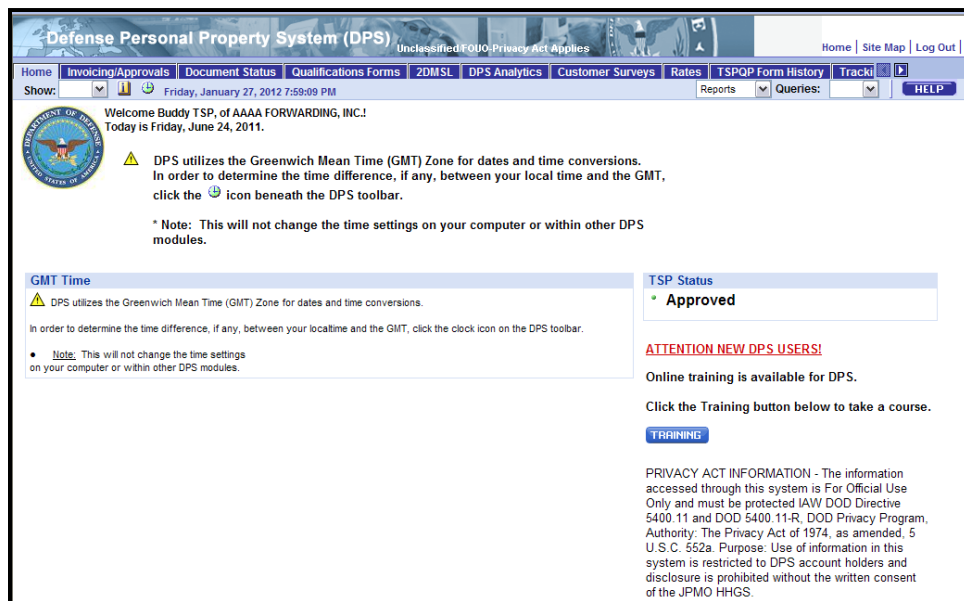 Defense Personal Property System (DPS)
Unclassified/FOUO-Privacy Act Applies
Home | Site Map | Log Out |
Home Invoicing/Approvals Document Status Qualifications Forms 2DMSL DPS Analytics Customer Surveys Rates TSPQP Form History Tracki
Show: Friday, January 27, 2012 7:59:09 PM Reports Queries: HELP
DEPARTMENT OF DEFENSE
UNITED STATES OF AMERICA
Welcome Buddy TSP, of AAAA FORWARDING, INC.!
Today is Friday, June 24, 2011.
DPS utilizes the Greenwich Mean Time (GMT) Zone for dates and time conversions.
In order to determine the time difference, if any, between your local time and the GMT,
click the icon beneath the DPS toolbar.
* Note: This will not change the time settings on your computer or within other DPS
modules.
GMT Time
DPS utilizes the Greenwich Mean Time (GMT) Zone for dates and time conversions.
In order to determine the time difference, if any, between your localtime and the GMT, click the clock icon on the DPS toolbar.
● Note: This will not change the time settings
on your computer or within other DPS modules.
TSP Status
Approved
ATTENTION NEW DPS USERS!
Online training is available for DPS.
Click the Training button below to take a course.
TRAINING
PRIVACY ACT INFORMATION - The information
accessed through this system is For Official Use
Only and must be protected IAW DOD Directive
5400.11 and DOD 5400.11-R, DOD Privacy Program,
Authority: The Privacy Act of 1974, as amended, 5
U.S.C. 552a. Purpose: Use of information in this
system is restricted to DPS account holders and
disclosure is prohibited without the written consent
of the JPMO HHGS.